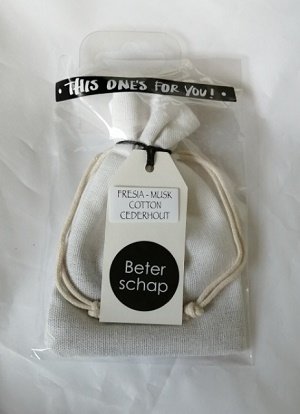 THIS ONE'S FOR YOU!
FRESIA - MUSK
COTTON
CEDERHOUT
Beter
schap